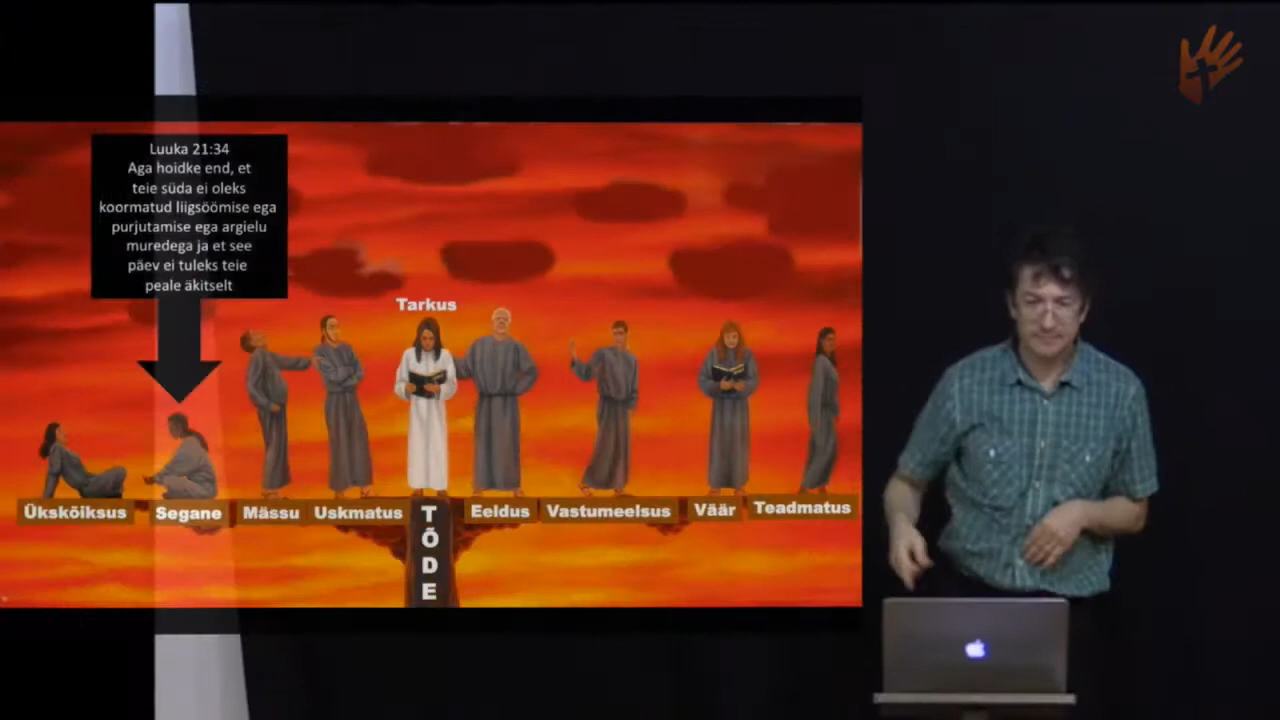 Luuka 21:34
Aga hoidke end, et
teie süda ei oleks
koormatud liigsöömise ega
purjutamise ega argielu
muredega ja et see
päev ei tuleks teie
peale äkitselt
Tarkus
Ükskõiksus
Segane
Mässu
Uskmatus
Eeldus
Vastumeelsus
Väär
Teadmatus
TÕDE